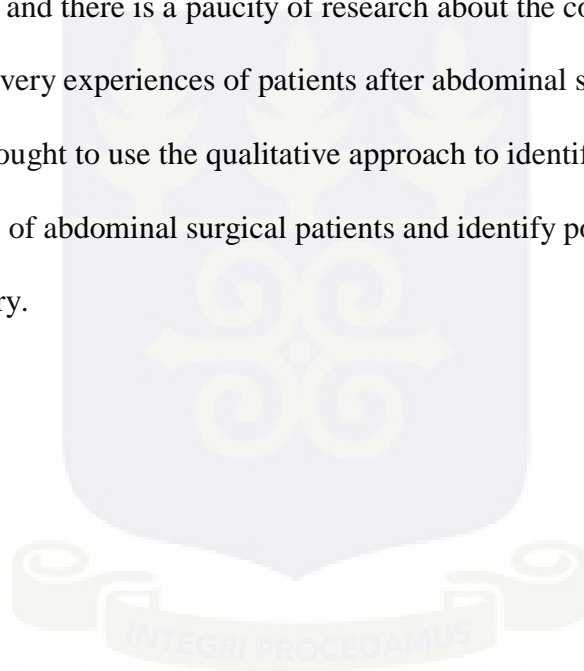 and there is a paucity of research about the co
very experiences of patients after abdominal s
ought to use the qualitative approach to identif
of abdominal surgical patients and identify po
ry.
INTEGRI PROCEDAMUS